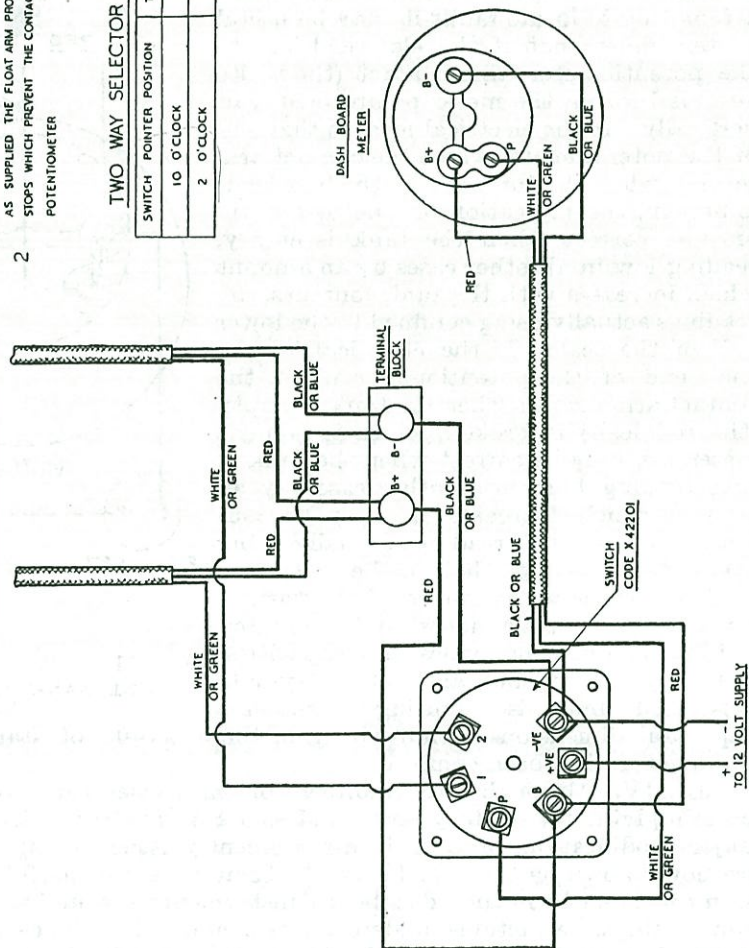 AS SUPPLIED THE FLOAT ARM PRO
2 STOPS WHICH PREVENT THE CONTAC
POTENTIOMETER
TWO WAY SELECTOR
SWITCH POINTER POSITION
10 O'CLOCK
2 O'CLOCK
DASH BOARD
METER
B+
B-
P
RED
WHITE
OR GREEN
BLACK
OR BLUE
WHITE
OR GREEN
RED
BLACK
OR BLUE
RED
BLACK
OR BLUE
TERMINAL
BLOCK
B+
B-
RED
BLACK
OR BLUE
WHITE
OR GREEN
BLACK OR BLUE
SWITCH
CODE X 42201
1
2
P
B
+VE
-VE
RED
WHITE
OR GREEN
+ -
TO 12 VOLT SUPPLY